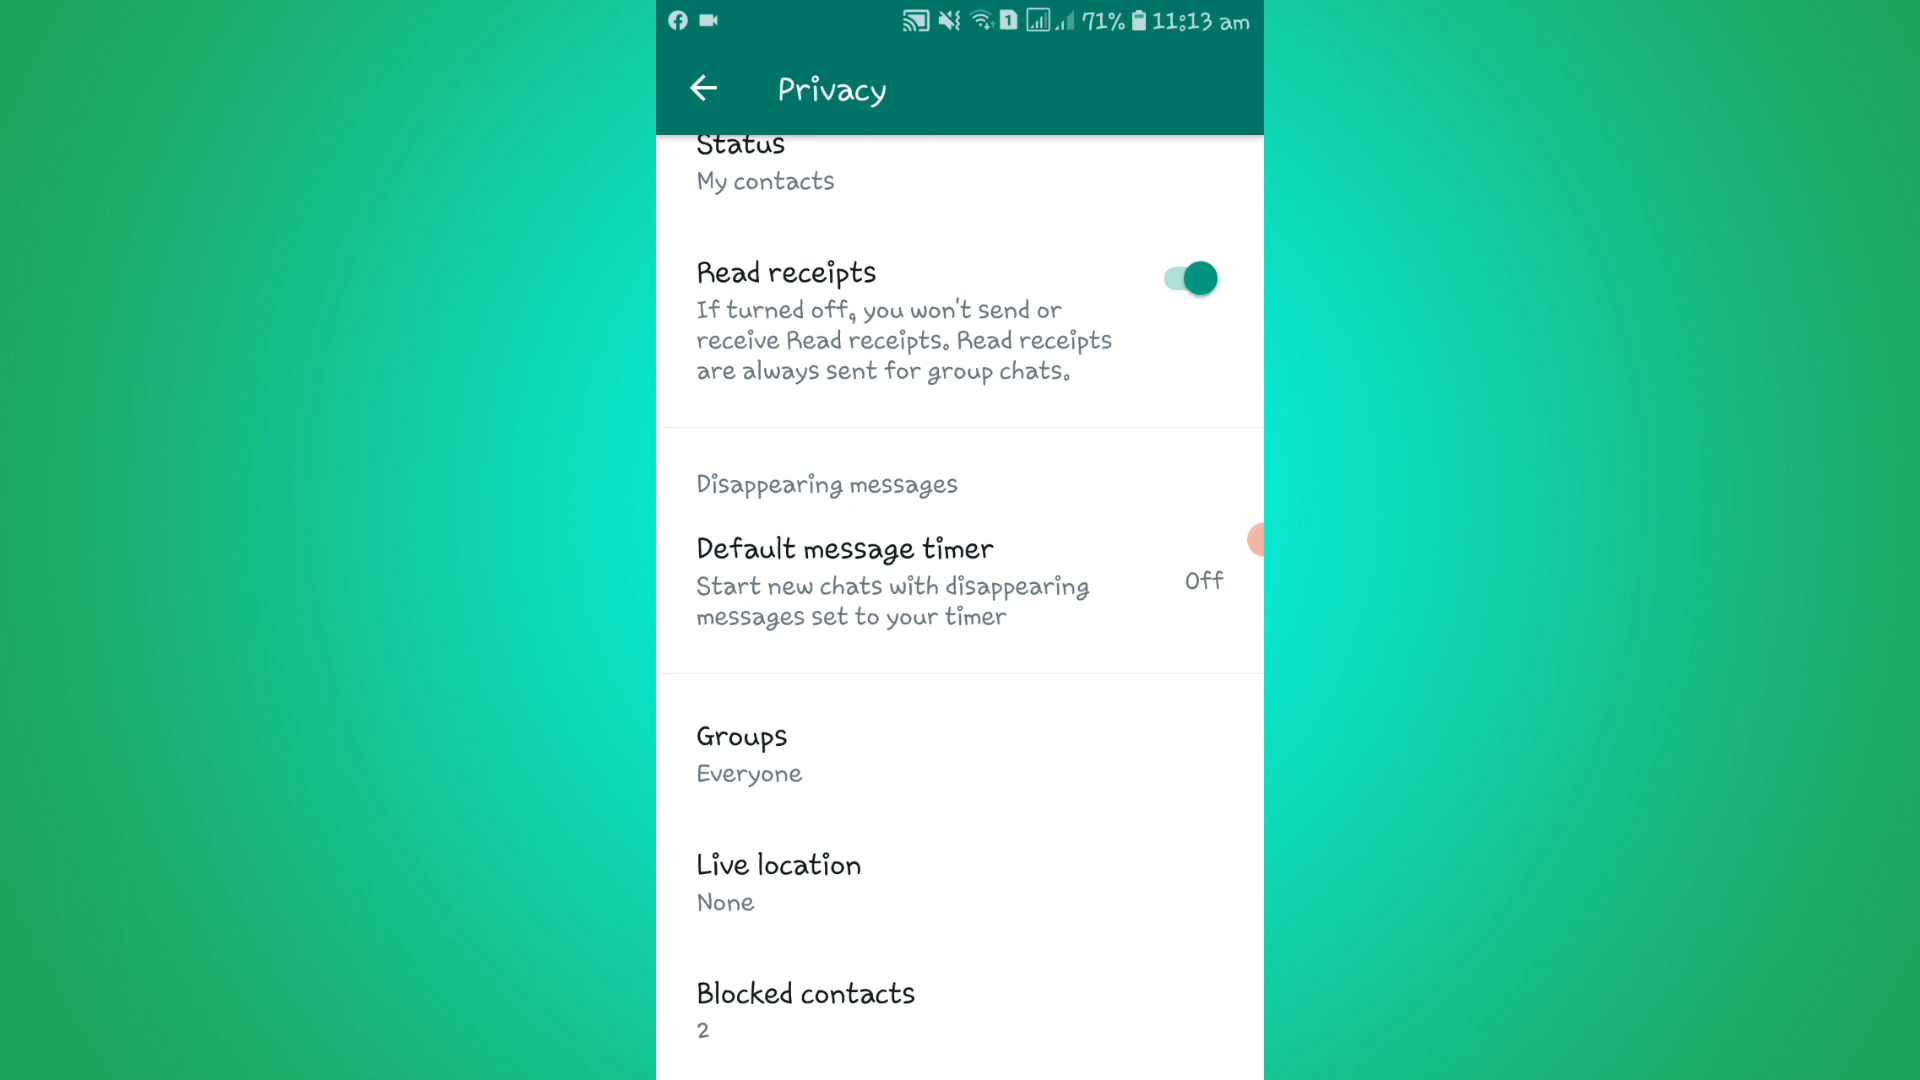 71% 11:13 am
Privacy
Status
My contacts
Read receipts
If turned off, you won't send or
receive Read receipts. Read receipts
are always sent for group chats.
Disappearing messages
Default message timer
Start new chats with disappearing
messages set to your timer
Off
Groups
Everyone
Live location
None
Blocked contacts
2